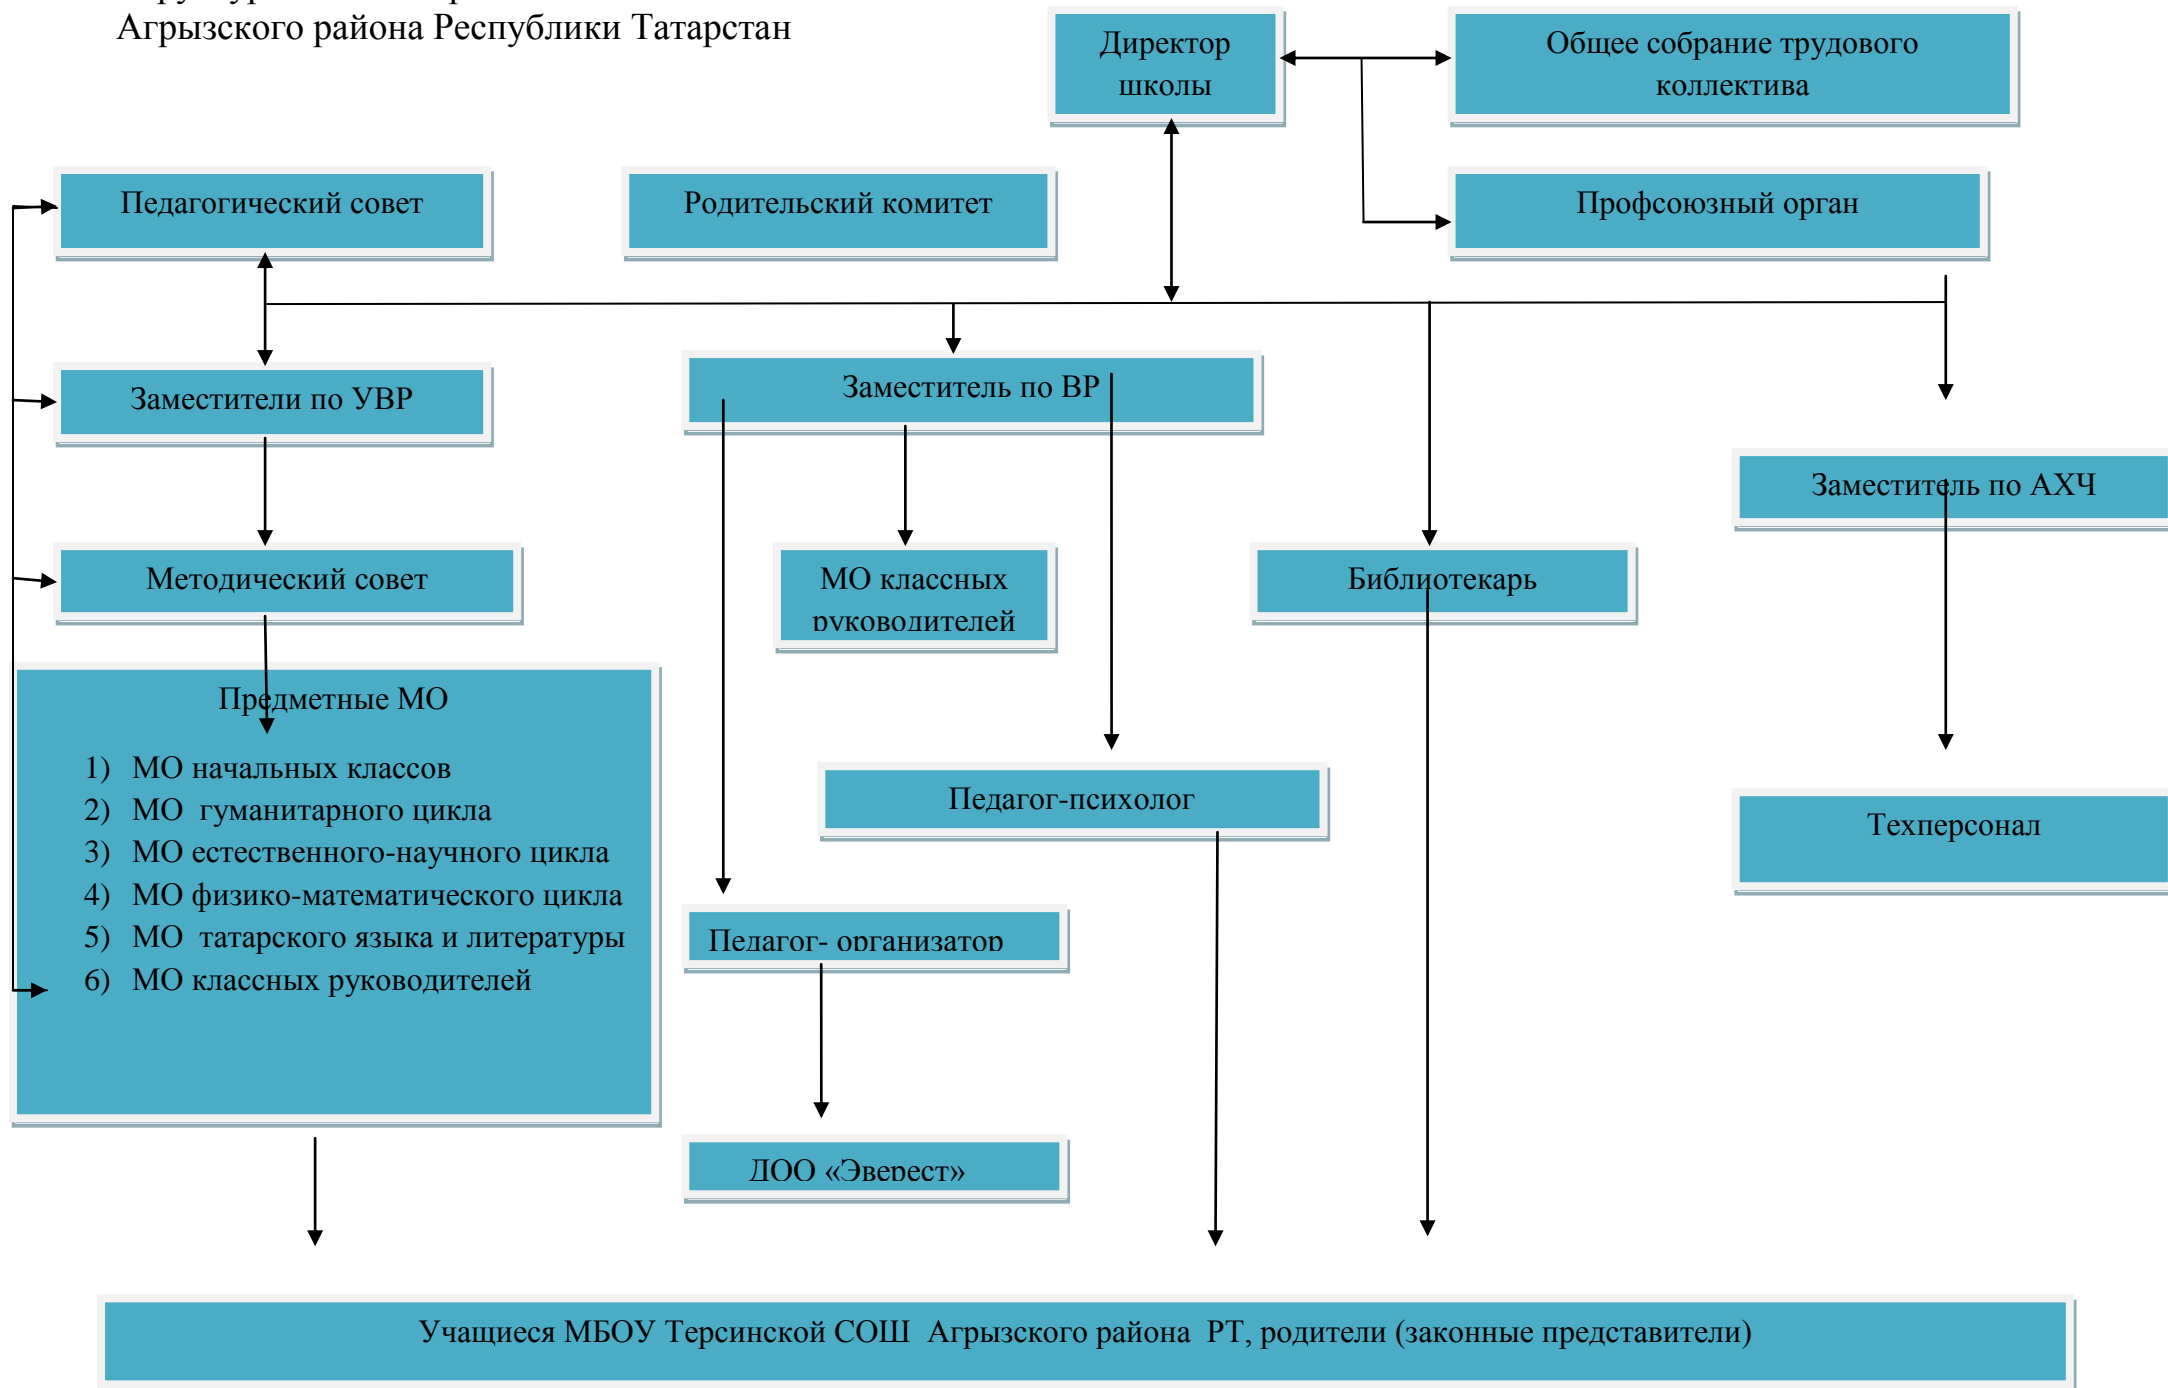 Агрызского района Республики Татарстан
Директор
школы
Общее собрание трудового
коллектива
Педагогический совет
Родительский комитет
Профсоюзный орган
Заместители по УВР
Заместитель по ВР
Заместитель по АХЧ
Методический совет
МО классных
руководителей
Библиотекарь
Предметные МО
1) МО начальных классов
2) МО гуманитарного цикла
3) МО естественного-научного цикла
4) МО физико-математического цикла
5) МО татарского языка и литературы
6) МО классных руководителей
Педагог-психолог
Техперсонал
Педагог- организатор
ДОО «Эверест»
Учащиеся МБОУ Терсинской СОШ Агрызского района РТ, родители (законные представители)